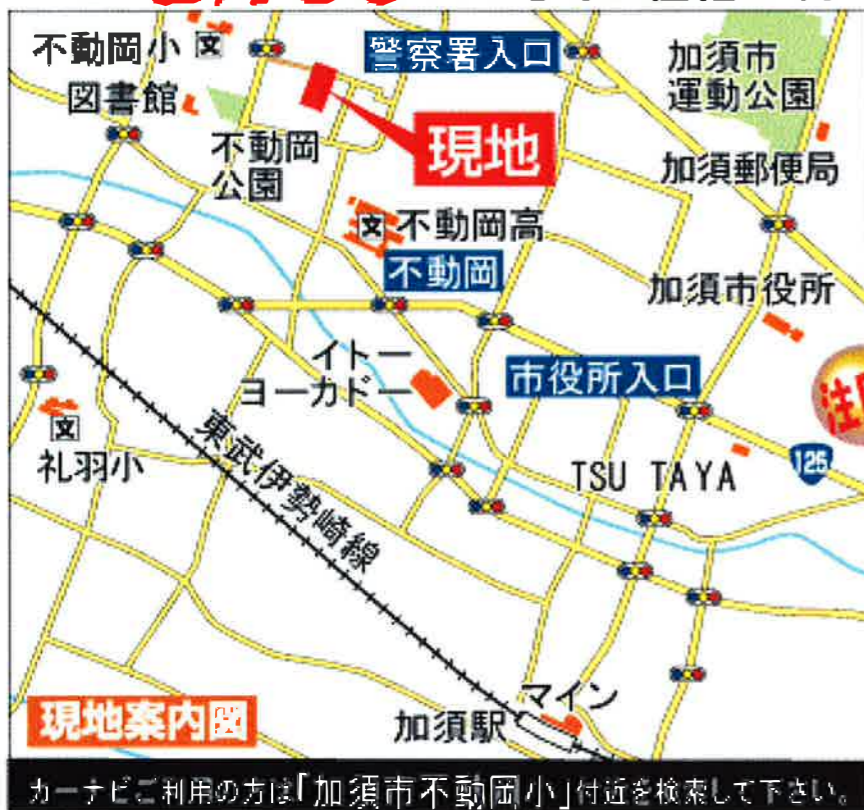 不動岡小
文
警察署入口
加須市
運動公園
図書館
不動岡
公園
現地
加須郵便局
文
不動岡高
不動岡
加須市役所
イトー
ヨーカドー
市役所入口
注
文
礼羽小
東武伊勢崎線
TSU TAYA
125
マイン
加須駅
現地案内図
カーナビご利用の方は「加須市不動岡小」付近を検索して下さい。